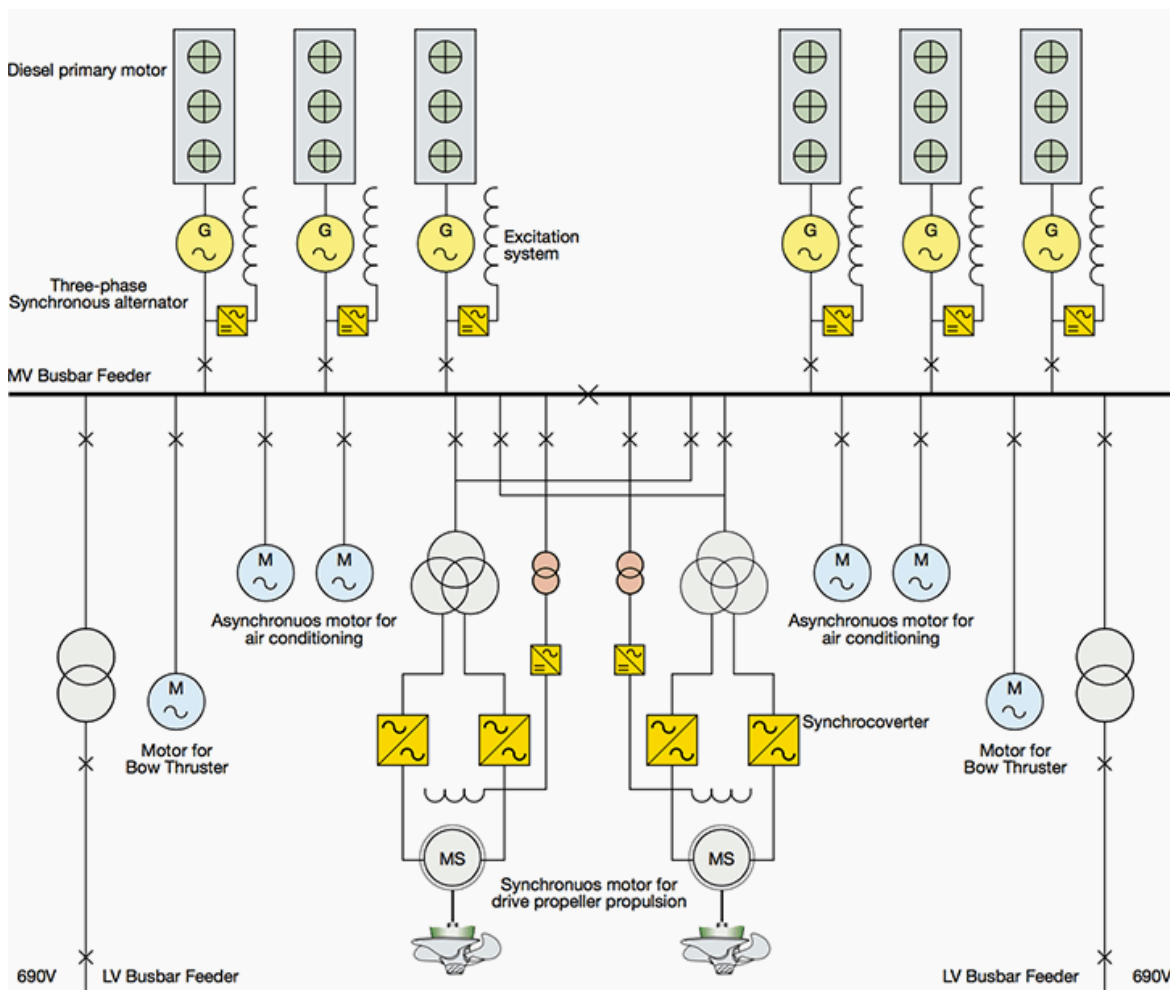 Diesel primary motor
G
G
G
G
G
G
Excitation
system
Three-phase
Synchronous alternator
MV Busbar Feeder
M
M
M
M
Asynchronuos motor for
air conditioning
Asynchronuos motor for
air conditioning
M
M
Motor for
Bow Thruster
Synchrocoverter
Motor for
Bow Thruster
MS
MS
Synchronuos motor for
drive propeller propulsion
690V
LV Busbar Feeder
LV Busbar Feeder
690V